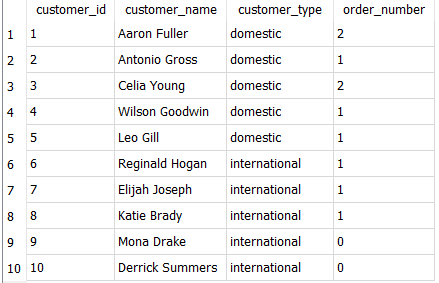 customer_id customer_name customer_type order_number
1 1 Aaron Fuller domestic 2
2 2 Antonio Gross domestic 1
3 3 Celia Young domestic 2
4 4 Wilson Goodwin domestic 1
5 5 Leo Gill domestic 1
6 6 Reginald Hogan international 1
7 7 Elijah Joseph international 1
8 8 Katie Brady international 1
9 9 Mona Drake international 0
10 10 Derrick Summers international 0